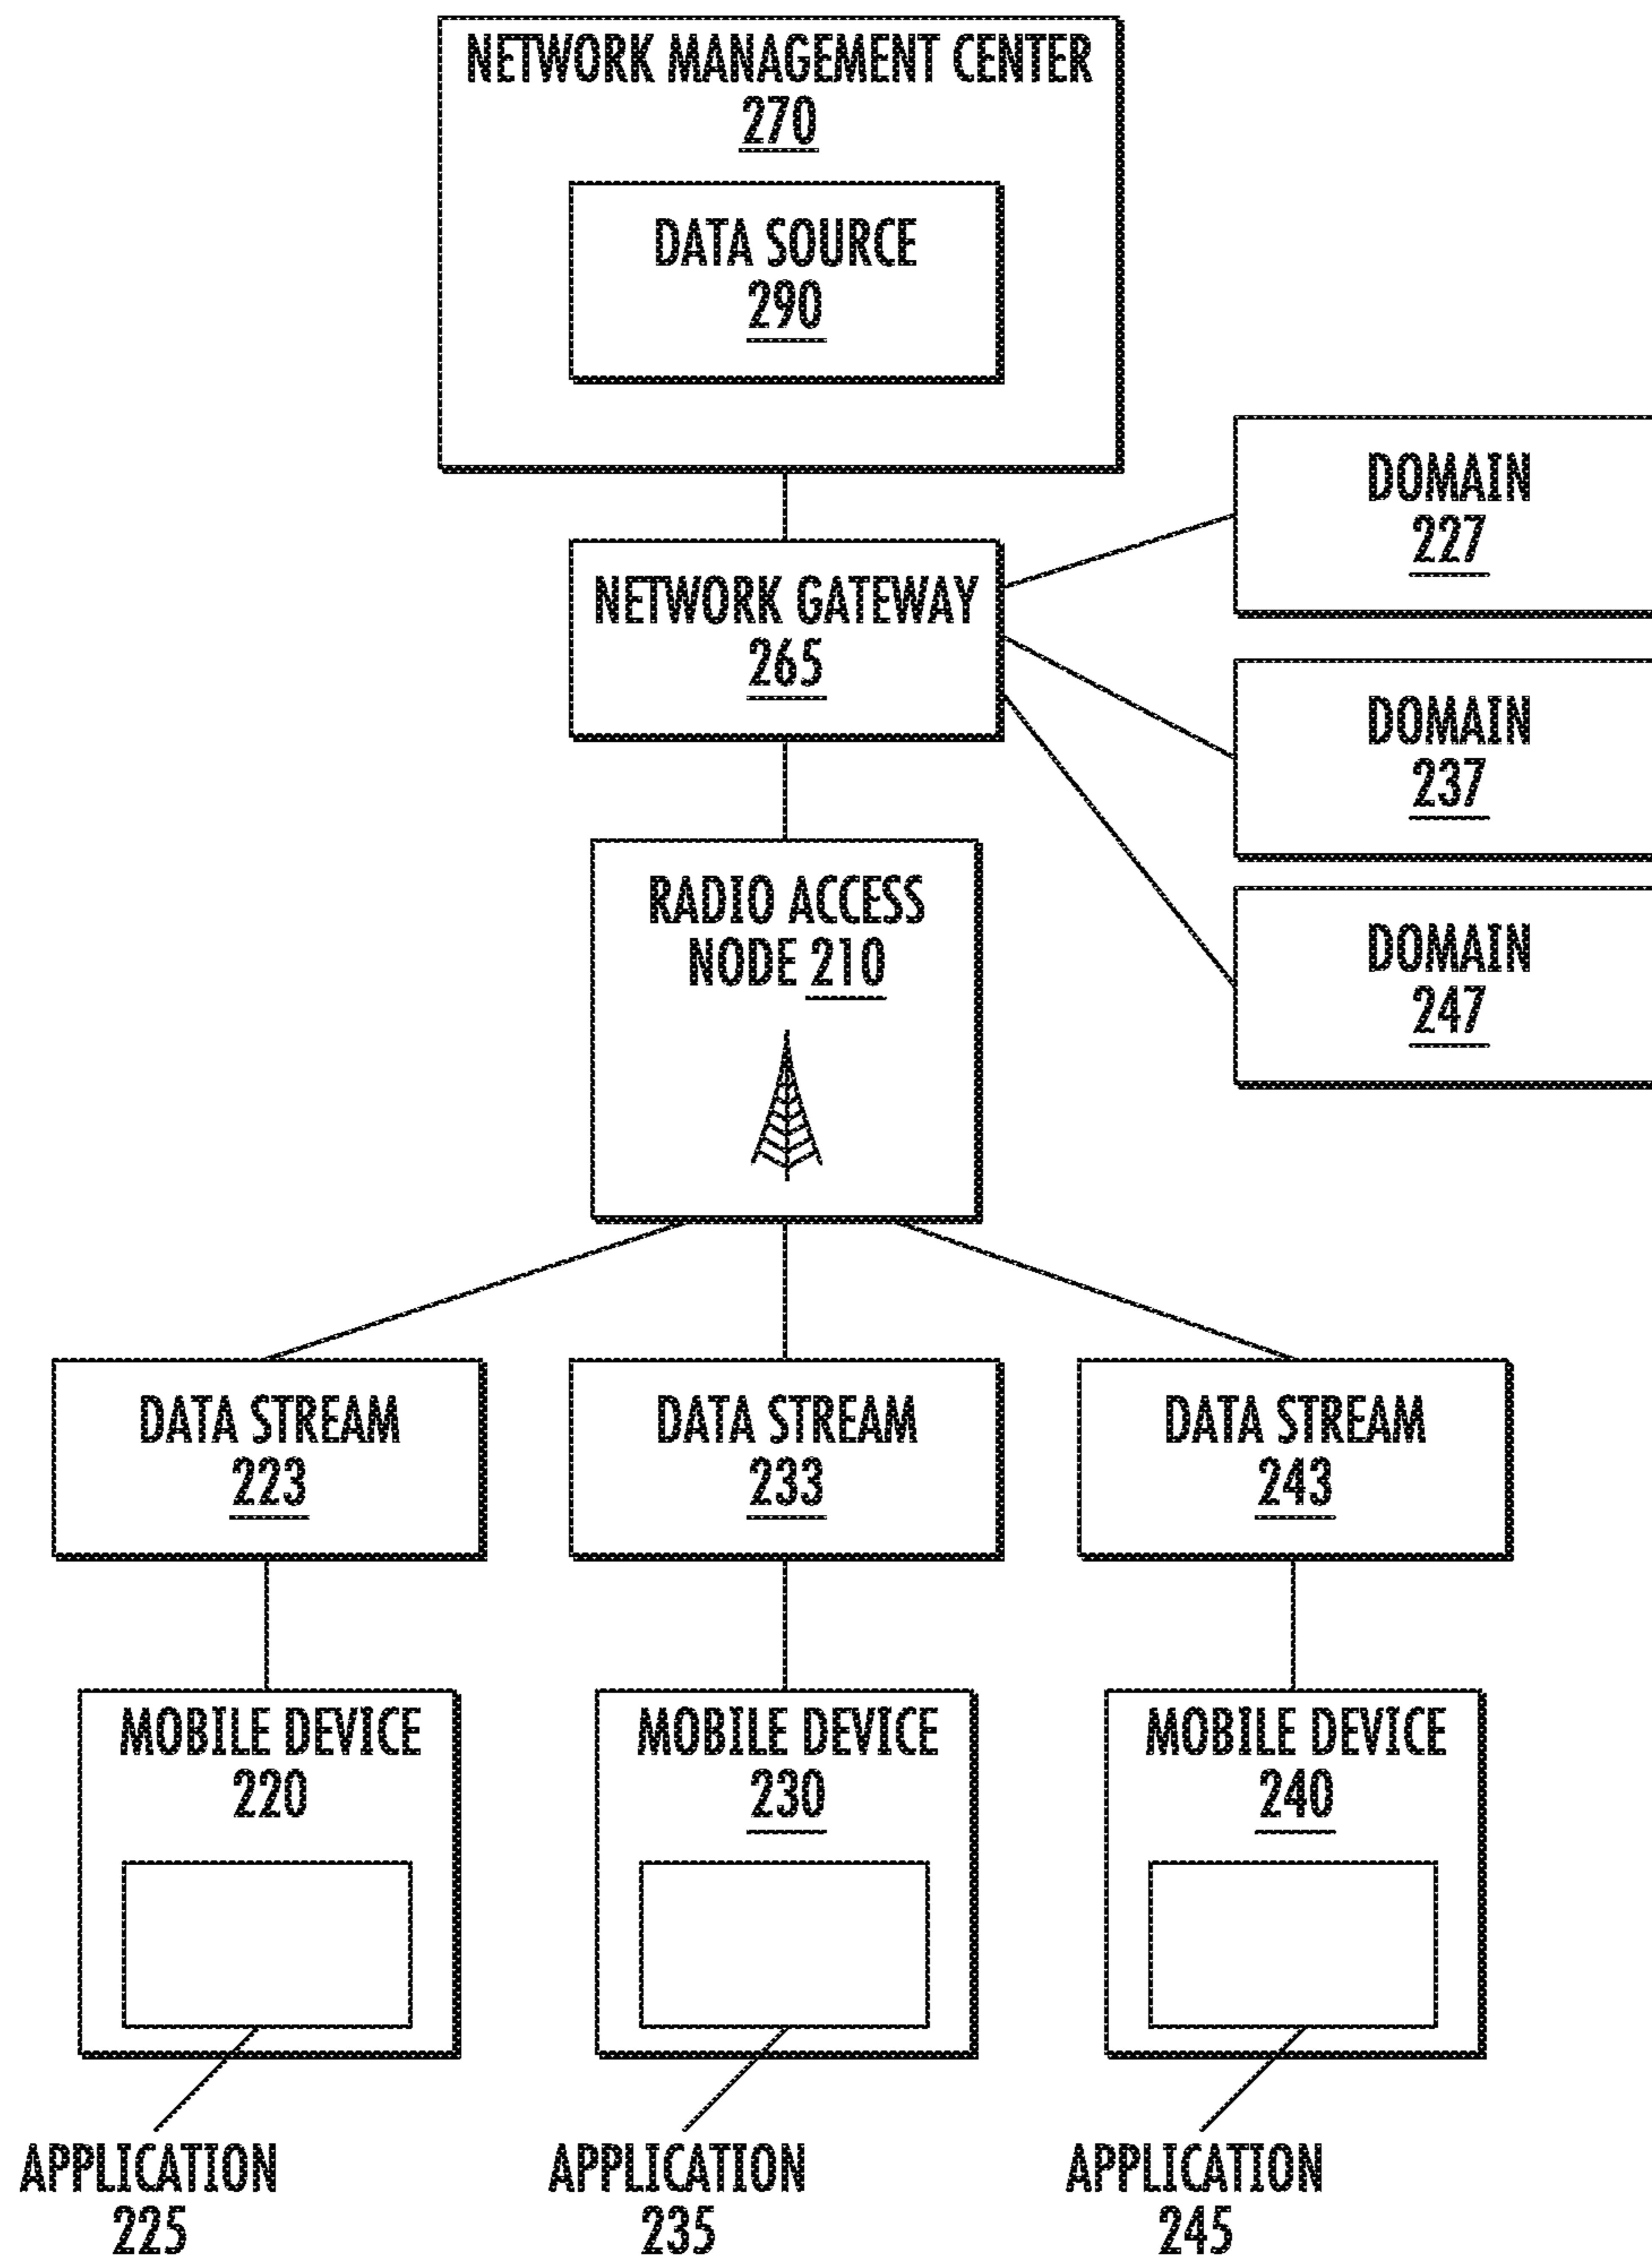 NETWORK MANAGEMENT CENTER
270
DATA SOURCE
290
NETWORK GATEWAY
265
DOMAIN
227
DOMAIN
237
DOMAIN
247
RADIO ACCESS
NODE 210
DATA STREAM
223
DATA STREAM
233
DATA STREAM
243
MOBILE DEVICE
220
MOBILE DEVICE
230
MOBILE DEVICE
240
APPLICATION
225
APPLICATION
235
APPLICATION
245